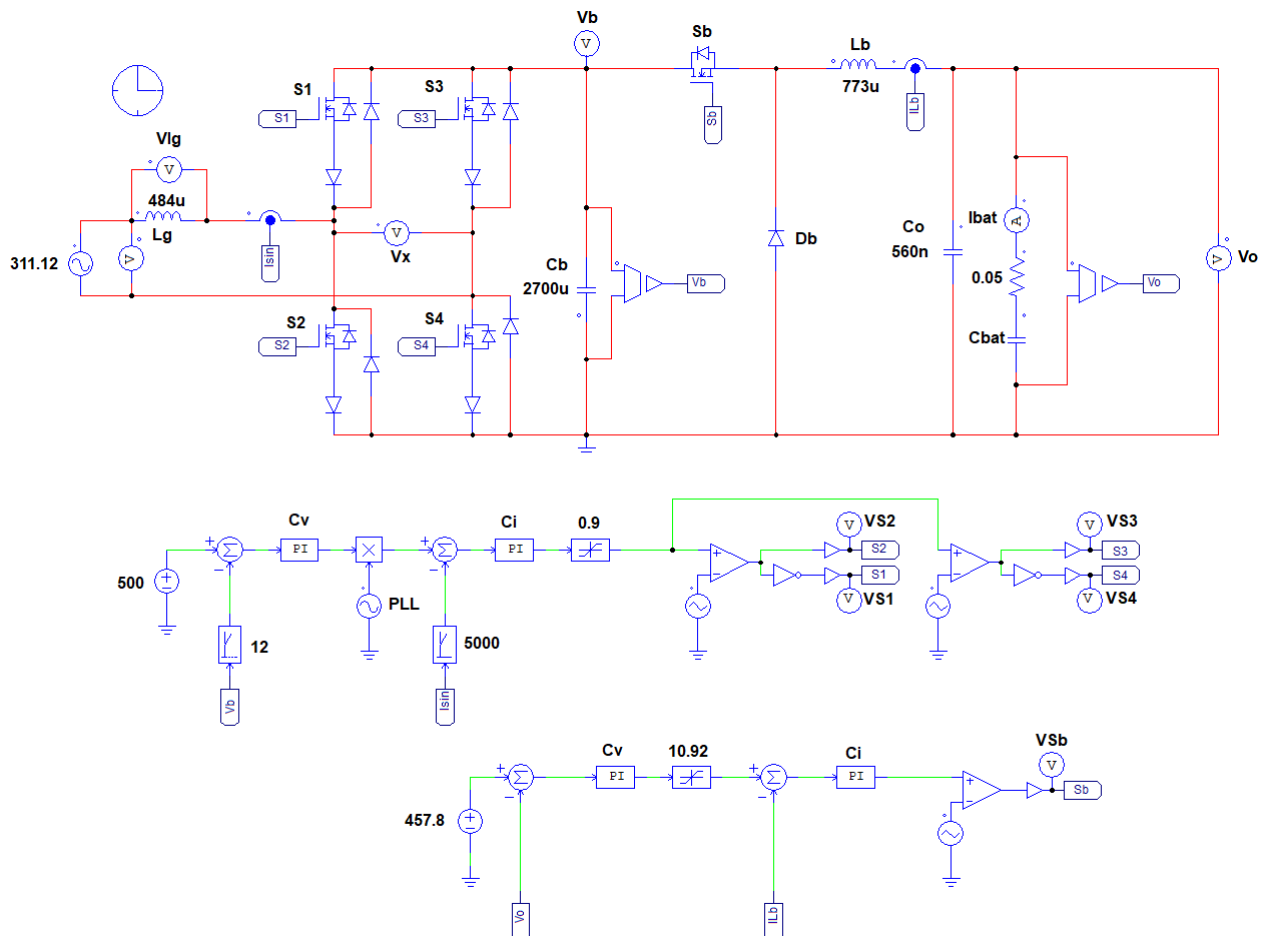 Vb
Sb
Lb
773u
ILb
Sb
S1
S1
S3
S3
VIg
V
484u
Lg
V
311.12
Isin
V
Vx
V
Cb
2700u
Vb
Db
Co
560n
Ibat
A
0.05
Cbat
Vo
V
Vo
S2
S2
S4
S4
500
Cv
PI
PLL
12
Vb
Ci
PI
5000
Isin
0.9
V
VS2
S2
S1
V
VS1
V
VS3
S3
S4
V
VS4
457.8
Cv
PI
10.92
Vo
Ci
PI
ILb
VSb
V
Sb